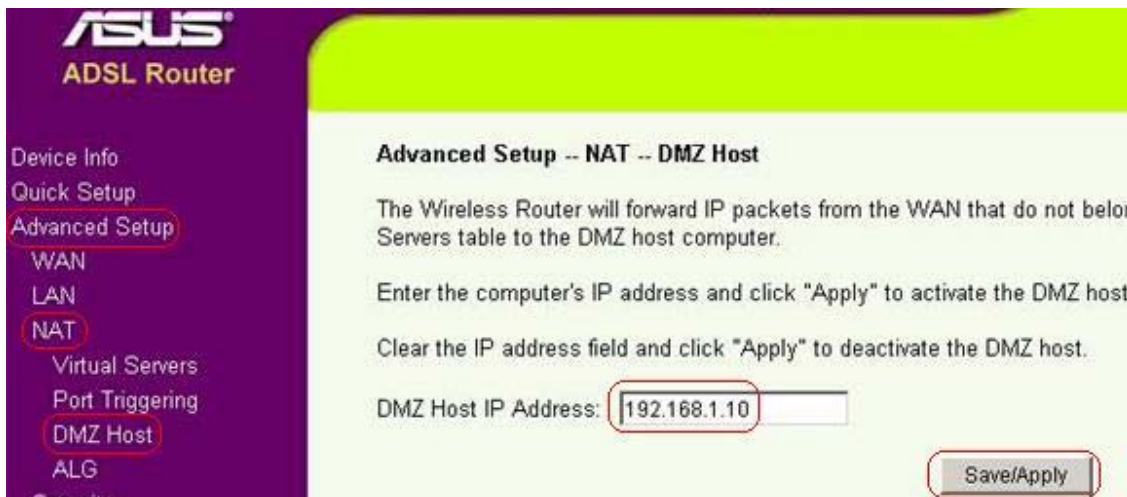 ASUS
ADSL Router
Device Info
Quick Setup
Advanced Setup
WAN
LAN
NAT
Virtual Servers
Port Triggering
DMZ Host
ALG
Advanced Setup -- NAT -- DMZ Host
The Wireless Router will forward IP packets from the WAN that do not
Servers table to the DMZ host computer.
Enter the computer's IP address and click "Apply" to activate the DMZ host
Clear the IP address field and click "Apply" to deactivate the DMZ host.
DMZ Host IP Address: 192.168.1.10
Save/Apply